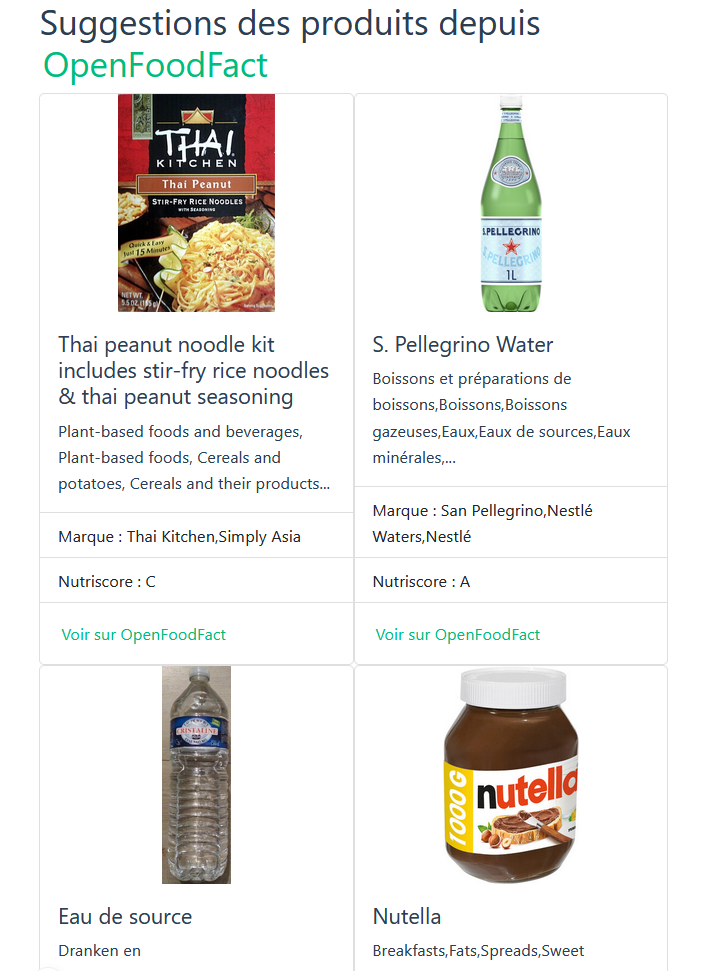 Suggestions des produits depuis
OpenFoodFact
THAI
KITCHEN
Thai Peanut
STIR-FRY RICE NOODLES
WITH SEASONING
Quick & Easy
Just 15 Minutes
NET WT.
5.5 OZ (155g)
S.PELLEGRINO
S.PELLEGRINO
1L
Thai peanut noodle kit
includes stir-fry rice noodles
& thai peanut seasoning
Plant-based foods and beverages,
Plant-based foods, Cereals and
potatoes, Cereals and their products...
Marque : Thai Kitchen,Simply Asia
Nutriscore : C
Voir sur OpenFoodFact
S. Pellegrino Water
Boissons et préparations de
boissons,Boissons,Boissons
gazeuses,Eaux,Eaux de sources,Eaux
minérales,...
Marque : San Pellegrino,Nestlé
Waters,Nestlé
Nutriscore : A
Voir sur OpenFoodFact
CRISTALINE
Eau de source
Dranken en
1000G
nutella
Nutella
Breakfasts,Fats,Spreads,Sweet